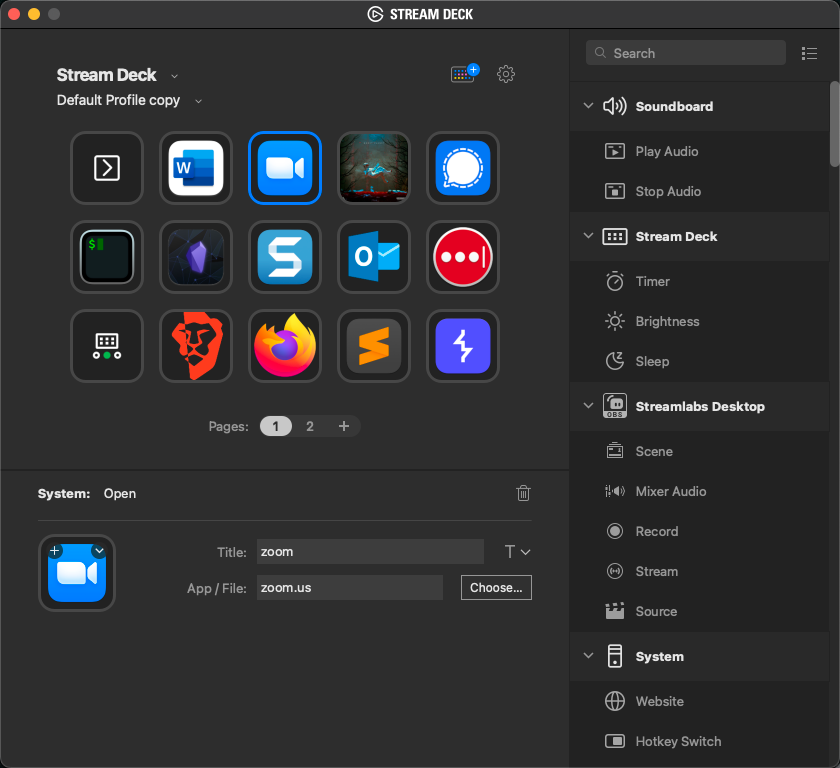 STREAM DECK
Stream Deck
Default Profile copy
W
$
S
O
Pages: 1 2 +
System: Open
Title: zoom T
App / File: zoom.us Choose...
Search
Soundboard
Play Audio
Stop Audio
Stream Deck
Timer
Brightness
Sleep
OBS
Streamlabs Desktop
Scene
Mixer Audio
Record
Stream
Source
System
Website
Hotkey Switch